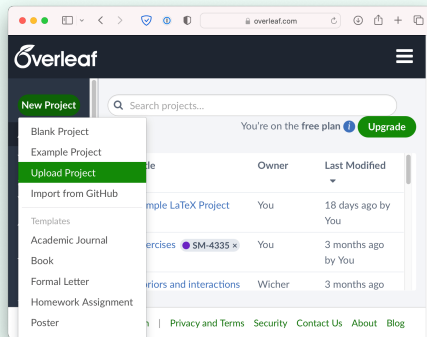 overleaf.com
Overleaf
New Project
Search projects...
You're on the free plan i Upgrade
Blank Project
Example Project
Upload Project
Import from GitHub
Templates
Academic Journal
Book
Formal Letter
Homework Assignment
Poster
Owner Last Modified
LaTeX Project You 18 days ago by
You
SM-4335 × You 3 months ago
by You
and interactions Wicher 3 months ago
| Privacy and Terms Security Contact Us About Blog